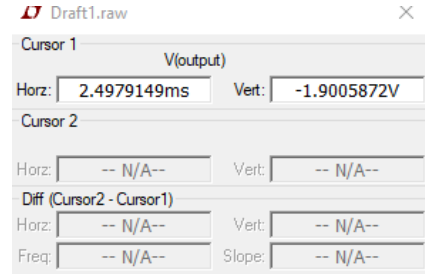 Draft1.raw
Cursor 1
V(output)
Horz: 2.4979149ms Vert: -1.9005872V
Cursor 2
Horz: -- N/A-- Vert: -- N/A--
Diff (Cursor2 - Cursor1)
Horz: -- N/A-- Vert: -- N/A--
Freq: -- N/A-- Slope: -- N/A--